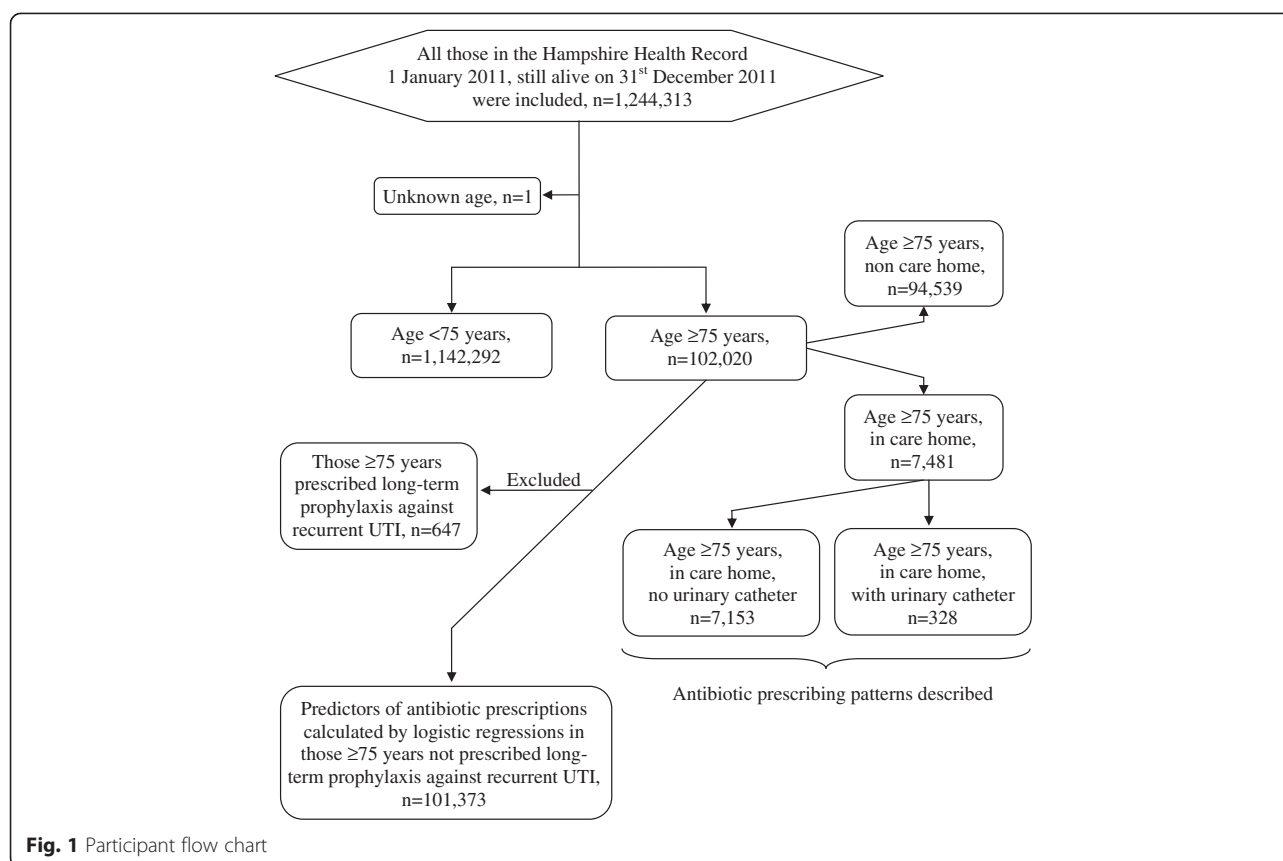 All those in the Hampshire Health Record
1 January 2011, still alive on 31st December 2011
were included, n=1,244,313
Unknown age, n=1
Age ≥75 years,
non care home,
n=94,539
Age <75 years,
n=1,142,292
Age ≥75 years,
n=102,020
Age ≥75 years,
in care home,
n=7,481
Those ≥75 years
prescribed long-term
prophylaxis against
recurrent UTI, n=647
Excluded
Age ≥75 years,
in care home,
no urinary catheter
n=7,153
Age ≥75 years,
in care home,
with urinary catheter
n=328
Antibiotic prescribing patterns described
Predictors of antibiotic prescriptions
calculated by logistic regressions in
those ≥75 years not prescribed long-
term prophylaxis against recurrent UTI,
n=101,373
Fig. 1 Participant flow chart